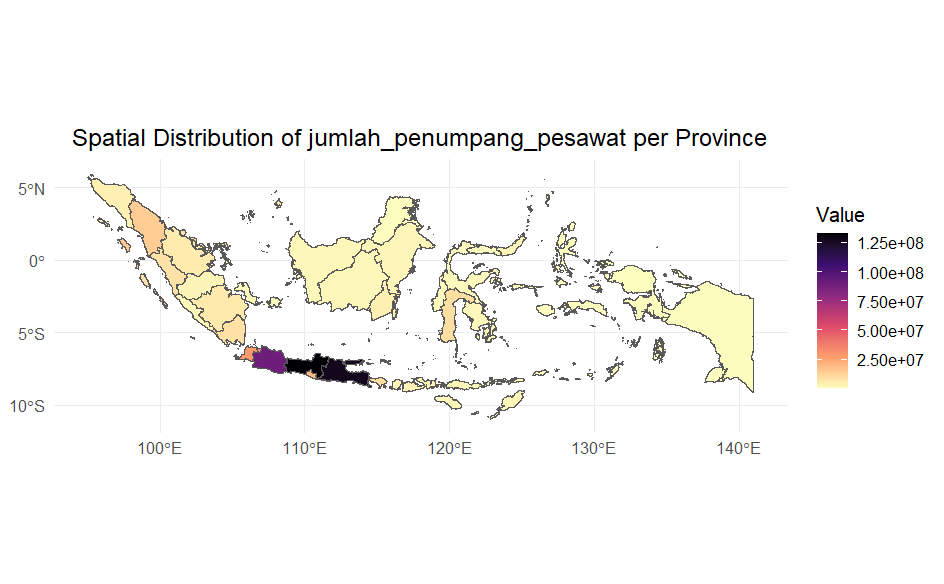 Spatial Distribution of jumlah_penumpang_pesawat per Province
5°N
0°
5°S
10°S
100°E
110°E
120°E
130°E
140°E
Value
1.25e+08
1.00e+08
7.50e+07
5.00e+07
2.50e+07